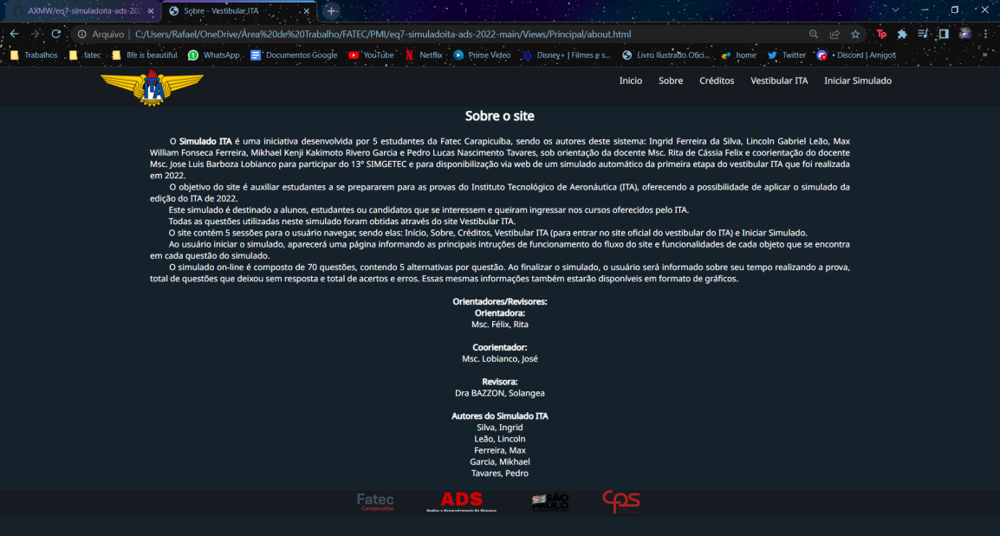 AXMW/eq7-simuladoita-ads-202
Sobre - Vestibular ITA
Arquivo | C:/Users/Rafael/OneDrive/Área%20de%20Trabalho/FATEC/PMI/eq7-simuladoita-ads-2022-main/Views/Principal/about.html
Trabalhos fatec life is beautiful WhatsApp Documentos Google YouTube Netflix Prime Video Disney+ | Filmes e s... Livro Ilustrado Ofici... home Twitter • Discord | Amigos »
ITA Inicio Sobre Créditos Vestibular ITA Iniciar Simulado
Sobre o site
O Simulado ITA é uma iniciativa desenvolvida por 5 estudantes da Fatec Carapicuíba, sendo os autores deste sistema: Ingrid Ferreira da Silva, Lincoln Gabriel Leão, Max
William Fonseca Ferreira, Mikhael Kenji Kakimoto Rivero Garcia e Pedro Lucas Nascimento Tavares, sob orientação da docente Msc. Rita de Cássia Felix e coorientação do docente
Msc. Jose Luis Barboza Lobianco para participar do 13° SIMGETEC e para disponibilização via web de um simulado automático da primeira etapa do vestibular ITA que foi realizada
em 2022.
O objetivo do site é auxiliar estudantes a se prepararem para as provas do Instituto Tecnológico de Aeronáutica (ITA), oferecendo a possibilidade de aplicar o simulado da
edição do ITA de 2022.
Este simulado é destinado a alunos, estudantes ou candidatos que se interessem e queiram ingressar nos cursos oferecidos pelo ITA.
Todas as questões utilizadas neste simulado foram obtidas através do site Vestibular ITA.
O site contém 5 sessões para o usuário navegar, sendo elas: Início, Sobre, Créditos, Vestibular ITA (para entrar no site oficial do vestibular do ITA) e Iniciar Simulado.
Ao usuário iniciar o simulado, aparecerá uma página informando as principais intruções de funcionamento do fluxo do site e funcionalidades de cada objeto que se encontra
em cada questão do simulado.
O simulado on-line é composto de 70 questões, contendo 5 alternativas por questão. Ao finalizar o simulado, o usuário será informado sobre seu tempo realizando a prova,
total de questões que deixou sem resposta e total de acertos e erros. Essas mesmas informações também estarão disponíveis em formato de gráficos.
Orientadores/Revisores:
Orientadora:
Msc. Félix, Rita
Coorientador:
Msc. Lobianco, José
Revisora:
Dra BAZZON, Solangea
Autores do Simulado ITA
Silva, Ingrid
Leão, Lincoln
Ferreira, Max
Garcia, Mikhael
Tavares, Pedro
Fatec
Carapicuíba
ADS
Análise e Desenvolvimento De Sistemas
SÃO
PAULO
cps